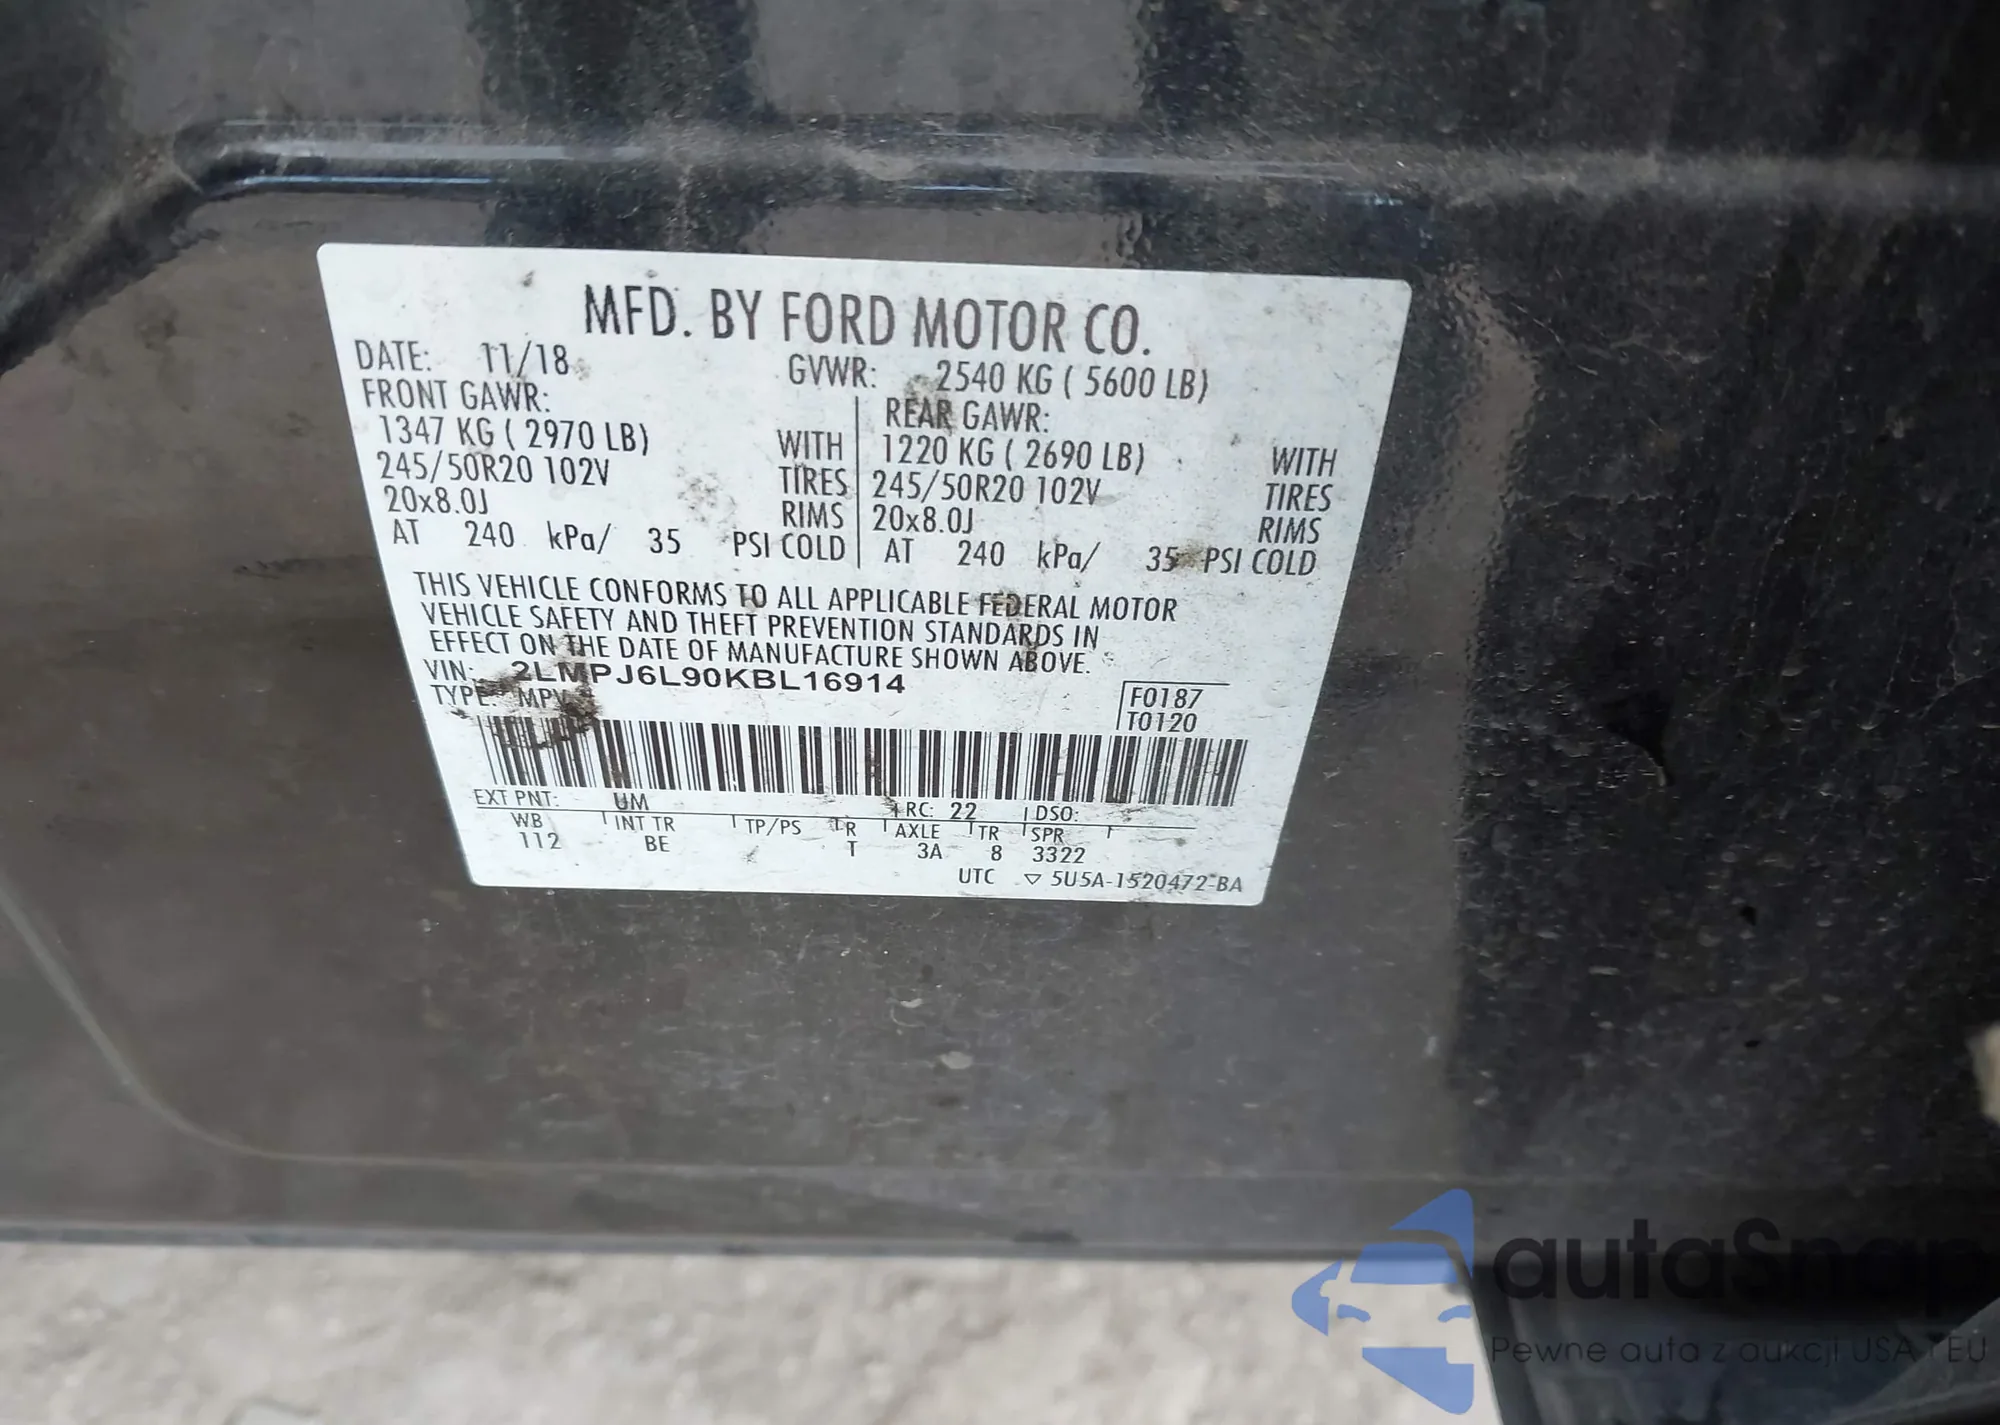 MFD. BY FORD MOTOR CO.
DATE: 11/18 GVWR: 2540 KG ( 5600 LB)
FRONT GAWR: REAR GAWR:
1347 KG ( 2970 LB) WITH 1220 KG ( 2690 LB) WITH
245/50R20 102V TIRES 245/50R20 102V TIRES
20x8.0J RIMS 20x8.0J RIMS
AT 240 kPa/ 35 PSI COLD AT 240 kPa/ 35 PSI COLD
THIS VEHICLE CONFORMS TO ALL APPLICABLE FEDERAL MOTOR
VEHICLE SAFETY AND THEFT PREVENTION STANDARDS IN
EFFECT ON THE DATE OF MANUFACTURE SHOWN ABOVE.
VIN: 2LMPJ6L90KBL16914
TYPE: MPV
F0187
T0120
EXT PNT: UM RC: 22 DSO:
WB INT TR TP/PS R AXLE TR SPR
112 BE T 3A 8 3322
UTC ▽ 5U5A-1520472-BA
autaSnap
Pewne auta z aukcji USA i EU